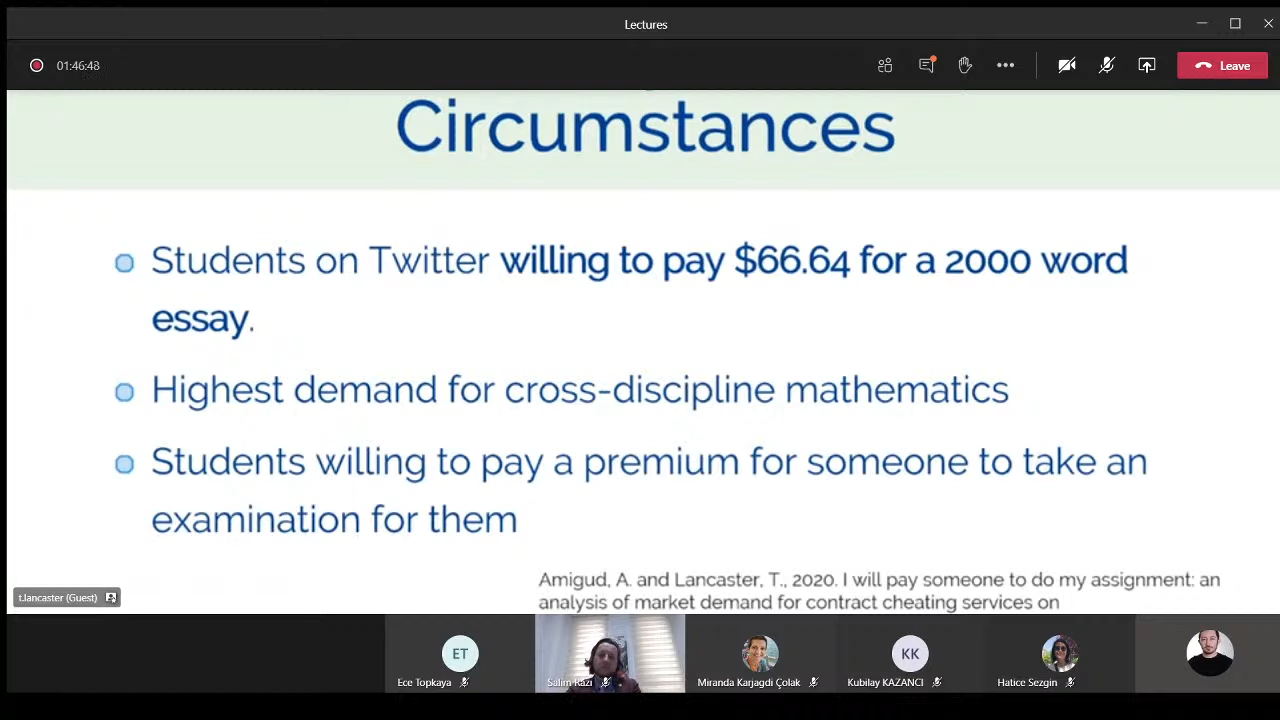 Lectures
01:46:48
Leave
Circumstances
Students on Twitter willing to pay $66.64 for a 2000 word
essay.
Highest demand for cross-discipline mathematics
Students willing to pay a premium for someone to take an
examination for them
Amigud, A. and Lancaster, T., 2020. I will pay someone to do my assignment: an
analysis of market demand for contract cheating services on
t.lancaster (Guest)
ET
KK
Ece Topkaya
Salim Razı
Miranda Karjagdi Çolak
Kubilay KAZANCI
Hatice Sezgin